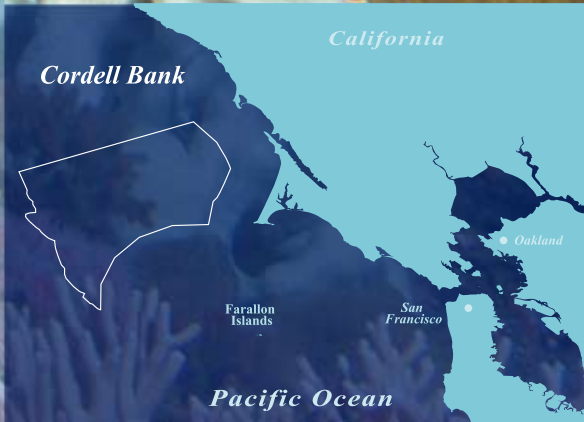 California
Cordell Bank
Oakland
Farallon
Islands
San
Francisco
Pacific Ocean